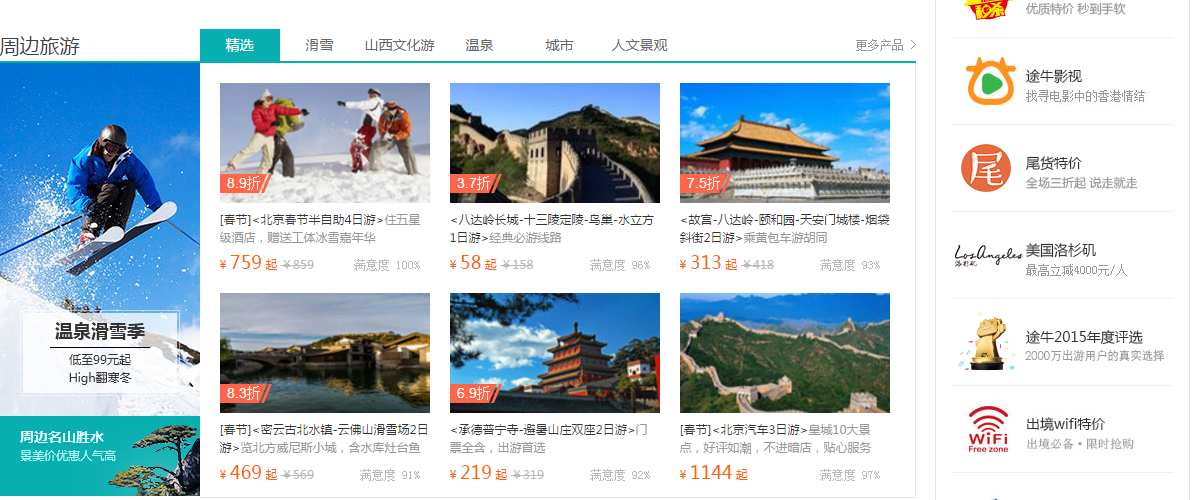 周边旅游
精选
滑雪
山西文化游
温泉
城市
人文景观
更多产品
温泉滑雪季
低至99元起
High翻寒冬
周边名山胜水
景美价优惠人气高
8.9折
[春节]<北京春节半自助4日游>住五星
级酒店，赠送工体冰雪嘉年华
¥ 759 起 ¥859
满意度 100%
3.7折
<八达岭长城-十三陵定陵-鸟巢-水立方
1日游>经典必游线路
¥ 58 起 ¥158
满意度 96%
7.5折
<故宫-八达岭-颐和园-天安门城楼-烟袋
斜街2日游>乘黄包车游胡同
¥ 313 起 ¥418
满意度 93%
8.3折
[春节]<密云古北水镇-云佛山滑雪场2日
游>览北方威尼斯小城，含水库灶台鱼
¥ 469 起 ¥569
满意度 91%
6.9折
<承德普宁寺-避暑山庄双座2日游>门
票全含，出游首选
¥ 219 起 ¥319
满意度 92%
[春节]<北京汽车3日游>皇城10大景
点，好评如潮，不进暗店，贴心服务
¥ 1144 起
满意度 97%
秒杀
优质特价 秒到手软
途牛影视
找寻电影中的香港情结
尾
尾货特价
全场三折起 说走就走
LosAngeles
洛杉矶
美国洛杉矶
最高立减4000元/人
途牛2015年度评选
2000万出游用户的真实选择
WiFi
Free zone
出境wifi特价
出境必备·限时抢购